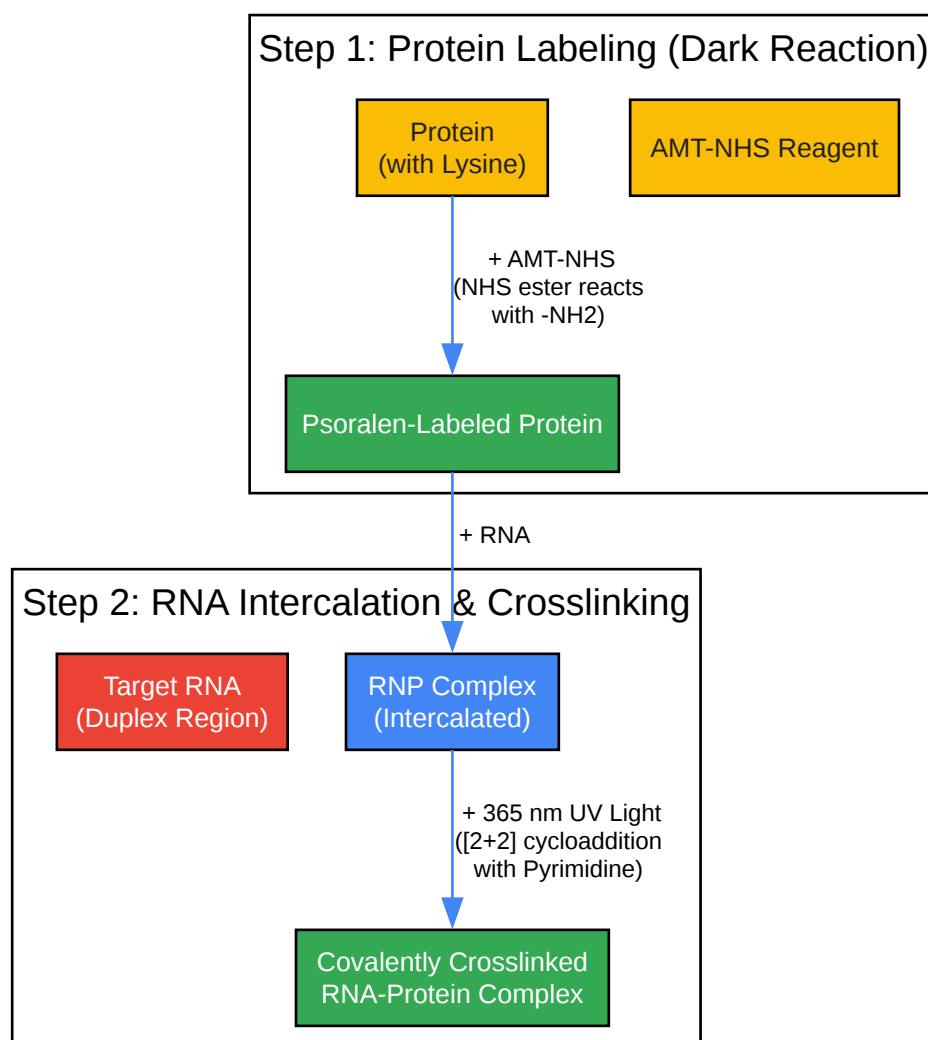 Step 1: Protein Labeling (Dark Reaction)
Protein
(with Lysine)
AMT-NHS Reagent
+ AMT-NHS
(NHS ester reacts
with -NH2)
Psoralen-Labeled Protein
+ RNA
Step 2: RNA Intercalation & Crosslinking
Target RNA
(Duplex Region)
RNP Complex
(Intercalated)
+ 365 nm UV Light
([2+2] cycloaddition
with Pyrimidine)
Covalently Crosslinked
RNA-Protein Complex